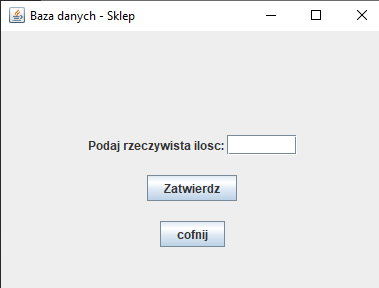 Baza danych - Sklep
Podaj rzeczywista ilosc:
Zatwierdz
cofnij